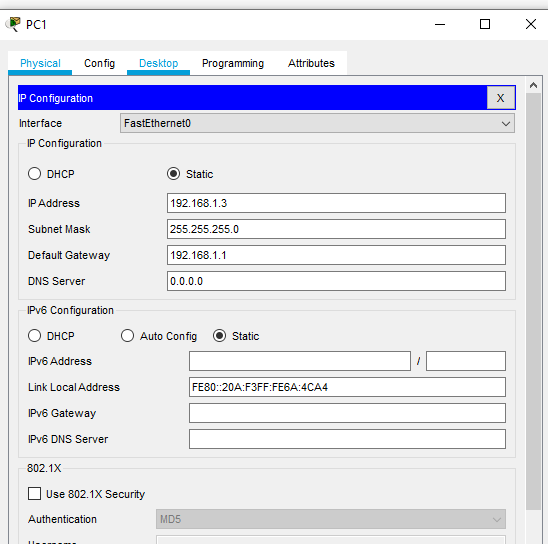 PC1
Physical Config Desktop Programming Attributes
IP Configuration X
Interface FastEthernet0
IP Configuration
DHCP Static
IP Address 192.168.1.3
Subnet Mask 255.255.255.0
Default Gateway 192.168.1.1
DNS Server 0.0.0.0
IPv6 Configuration
DHCP Auto Config Static
IPv6 Address /
Link Local Address FE80::20A:F3FF:FE6A:4CA4
IPv6 Gateway
IPv6 DNS Server
802.1X
Use 802.1X Security
Authentication MD5